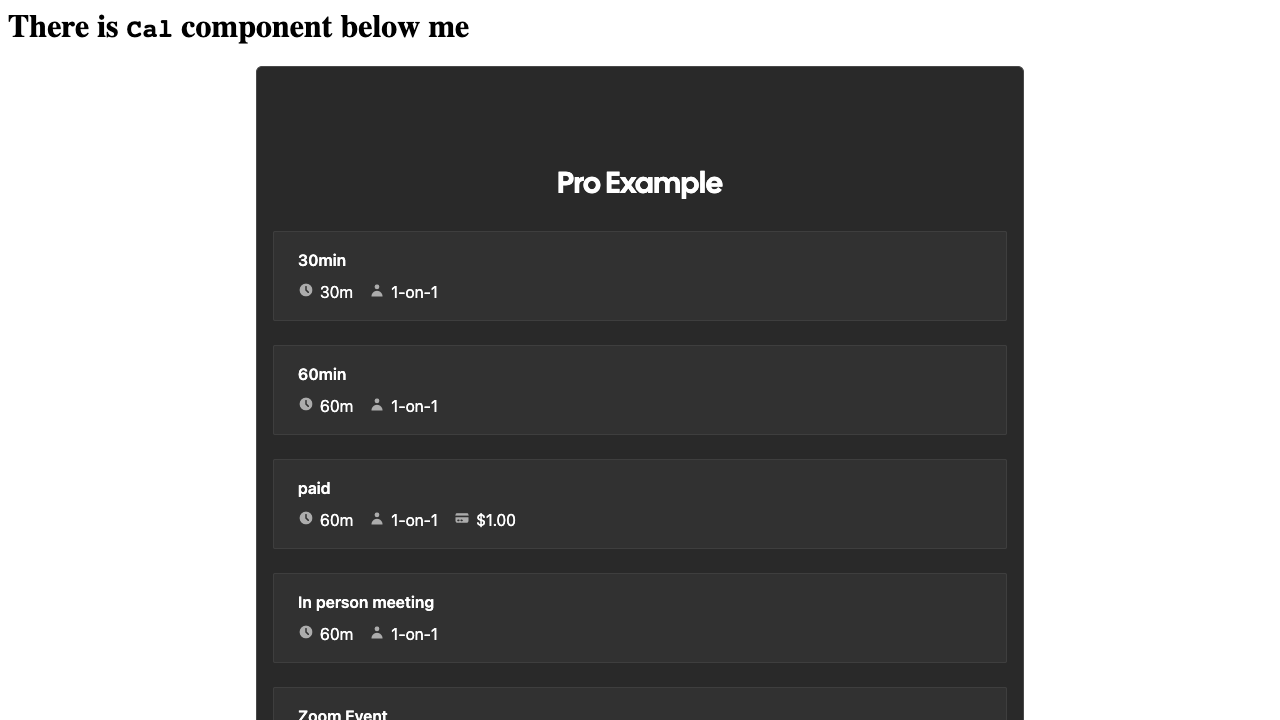 There is Cal component below me
Pro Example
30min
30m 1-on-1
60min
60m 1-on-1
paid
60m 1-on-1 $1.00
In person meeting
60m 1-on-1
Zoom Event